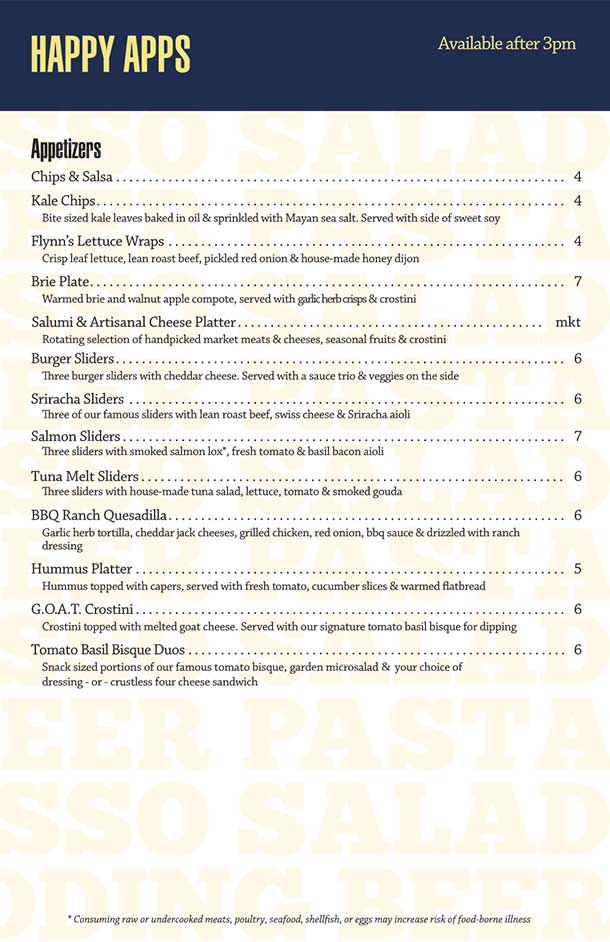 HAPPY APPS
Available after 3pm
Appetizers
Chips & Salsa . . . . . . . . . . . . . . . . . . . . . . . . . . . . . . . . . . . . . . . . 4
Kale Chips . . . . . . . . . . . . . . . . . . . . . . . . . . . . . . . . . . . . . . . . 4
Bite sized kale leaves baked in oil & sprinkled with Mayan sea salt. Served with side of sweet soy
Flynn's Lettuce Wraps . . . . . . . . . . . . . . . . . . . . . . . . . . . . . . . . . . . . 4
Crisp leaf lettuce, lean roast beef, pickled red onion & house-made honey dijon
Brie Plate . . . . . . . . . . . . . . . . . . . . . . . . . . . . . . . . . . . . . . . . 7
Warmed brie and walnut apple compote, served with garlic herb crisps & crostini
Salumi & Artisanal Cheese Platter . . . . . . . . . . . . . . . . . . . . . . . . . . . . mkt
Rotating selection of handpicked market meats & cheeses, seasonal fruits & crostini
Burger Sliders . . . . . . . . . . . . . . . . . . . . . . . . . . . . . . . . . . . . . . . . 6
Three burger sliders with cheddar cheese. Served with a sauce trio & veggies on the side
Sriracha Sliders . . . . . . . . . . . . . . . . . . . . . . . . . . . . . . . . . . . . . . . . 6
Three of our famous sliders with lean roast beef, swiss cheese & Sriracha aioli
Salmon Sliders . . . . . . . . . . . . . . . . . . . . . . . . . . . . . . . . . . . . . . . . 7
Three sliders with smoked salmon lox*, fresh tomato & basil bacon aioli
Tuna Melt Sliders . . . . . . . . . . . . . . . . . . . . . . . . . . . . . . . . . . . . . . . . 6
Three sliders with house-made tuna salad, lettuce, tomato & smoked gouda
BBQ Ranch Quesadilla . . . . . . . . . . . . . . . . . . . . . . . . . . . . . . . . . . . . 6
Garlic herb tortilla, cheddar jack cheeses, grilled chicken, red onion, bbq sauce & drizzled with ranch
dressing
Hummus Platter . . . . . . . . . . . . . . . . . . . . . . . . . . . . . . . . . . . . . . . . 5
Hummus topped with capers, served with fresh tomato, cucumber slices & warmed flatbread
G.O.A.T. Crostini . . . . . . . . . . . . . . . . . . . . . . . . . . . . . . . . . . . . . . . . 6
Crostini topped with melted goat cheese. Served with our signature tomato basil bisque for dipping
Tomato Basil Bisque Duos . . . . . . . . . . . . . . . . . . . . . . . . . . . . . . . . . . . . 6
Snack sized portions of our famous tomato bisque, garden microsalad & your choice of
dressing - or - crustless four cheese sandwich
EER PASTA
SSO SALAD
DDING BEER
* Consuming raw or undercooked meats, poultry, seafood, shellfish, or eggs may increase risk of food-borne illness